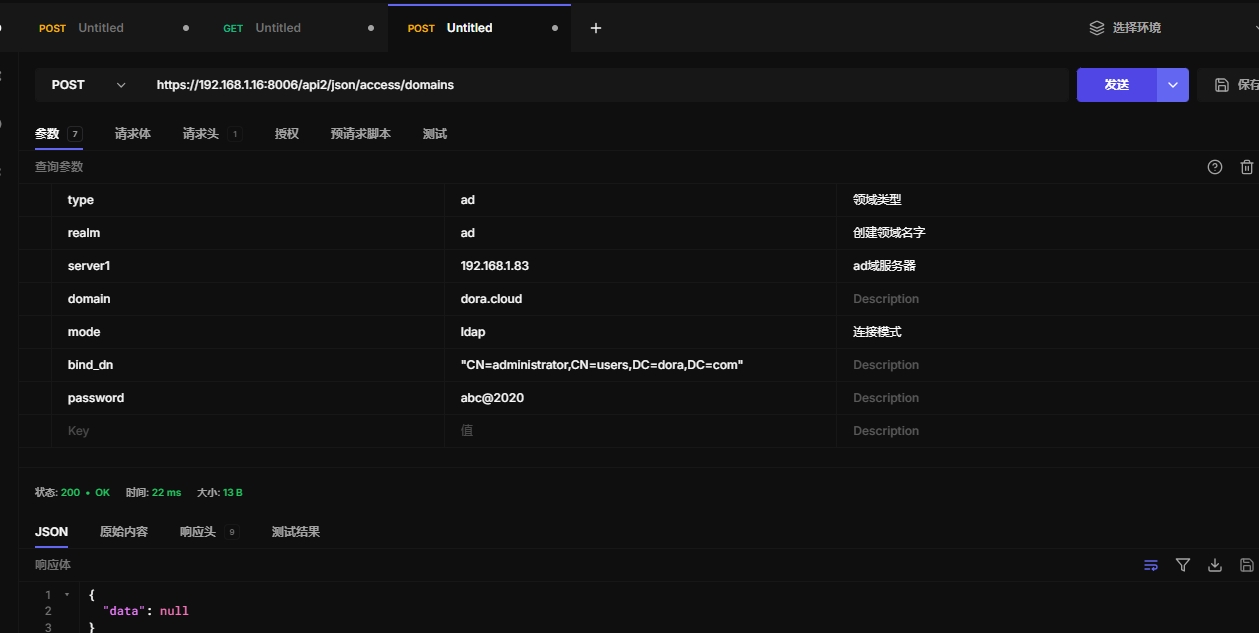 POST Untitled GET Untitled POST Untitled + 选择环境
POST https://192.168.1.16:8006/api2/json/access/domains 发送
参数 7 请求体 请求头 1 授权 预请求脚本 测试
查询参数
type ad 领域类型
realm ad 创建领域名字
server1 192.168.1.83 ad域服务器
domain dora.cloud Description
mode ldap 连接模式
bind_dn "CN=administrator,CN=users,DC=dora,DC=com" Description
password abc@2020 Description
Key 值 Description
状态: 200 • OK 时间: 22 ms 大小: 13 B
JSON 原始内容 响应头 9 测试结果
响应体
1 {
2 "data": null
3 }